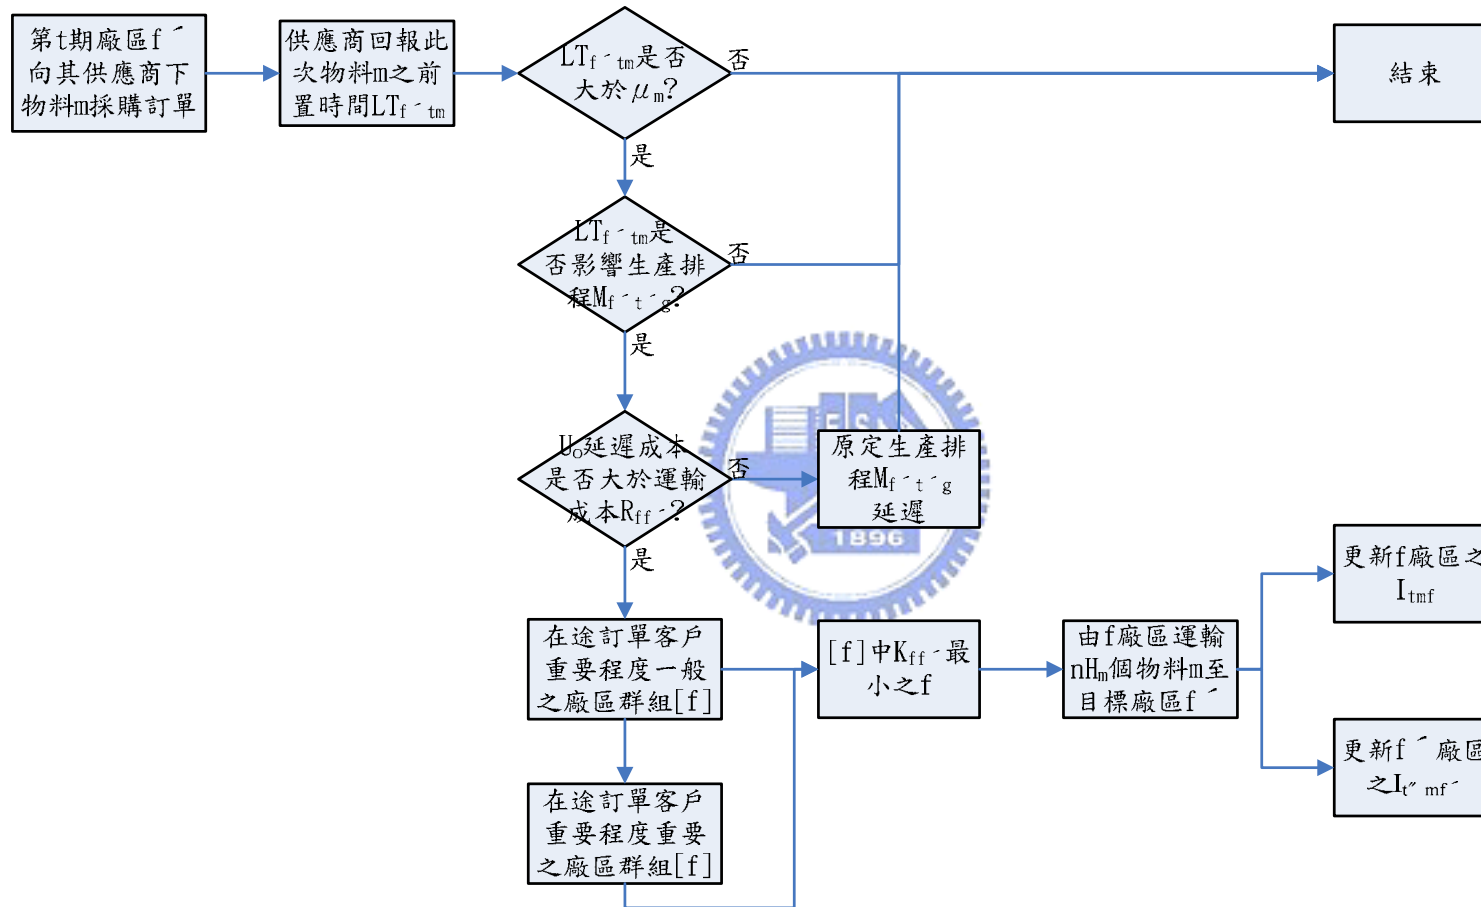 第t期廠區f´
向其供應商下
物料m採購訂單
供應商回報此
次物料m之前
置時間LTf´tm
LTf´tm是否
大於μm?
否
結束
是
LTf´tm是
否影響生產排
程Mf´t´g?
否
是
Uo延遲成本
是否大於運輸
成本Rff´?
否
原定生產排
程Mf´t´g
延遲
1896
是
在途訂單客戶
重要程度一般
之廠區群組[f]
[f]中Kff´最
小之f
由f廠區運輸
nHm個物料m至
目標廠區f´
更新f廠區之
Itmf
更新f´廠區
之It″mf´
在途訂單客戶
重要程度重要
之廠區群組[f]